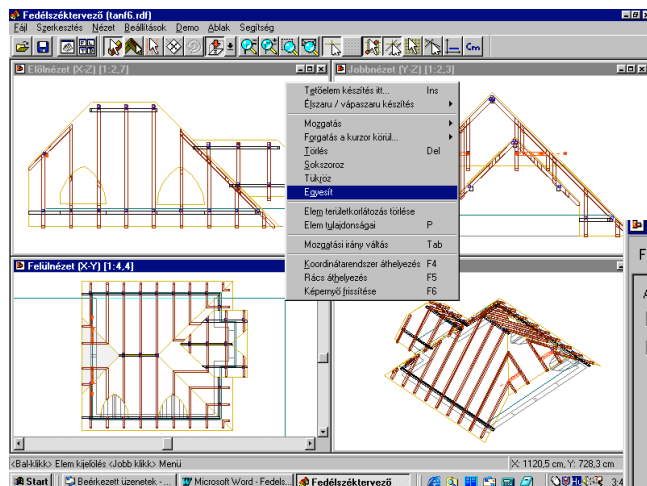 Fedélszéktervező (tanf6.rdf)
Fájl Szerkesztés Nézet Beállítások Demo Ablak Segítség
Cm
Elölnézet (X-Z) [1:2,7]
Jobbnézet (Y-Z) [1:2,3]
Tetőelem készítés itt... Ins
Élszaru / vápaszaru készítés
Mozgatás
Forgatás a kurzor körül...
Törlés Del
Sokszoroz
Tükröz
Egyesít
Elem területkorlátozás törlése
Elem tulajdonságai P
Mozgatási irány váltás Tab
Koordinátarendszer áthelyezés F4
Rács áthelyezés F5
Képernyő frissítése F6
Felülnézet (X-Y) [1:4,4]
F
<Bal-klikk> Elem kijelölés <Jobb klikk> Menü
X: 1120,5 cm, Y: 728,3 cm
Start
Beérkezett üzenetek - ...
Microsoft Word - Fedels...
Fedélszéktervező
3:4